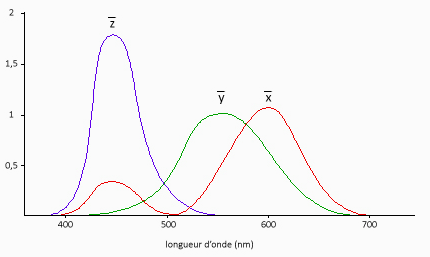 2
z̅
1,5
y̅
x̅
1
0,5
400
500
600
700
longueur d'onde (nm)